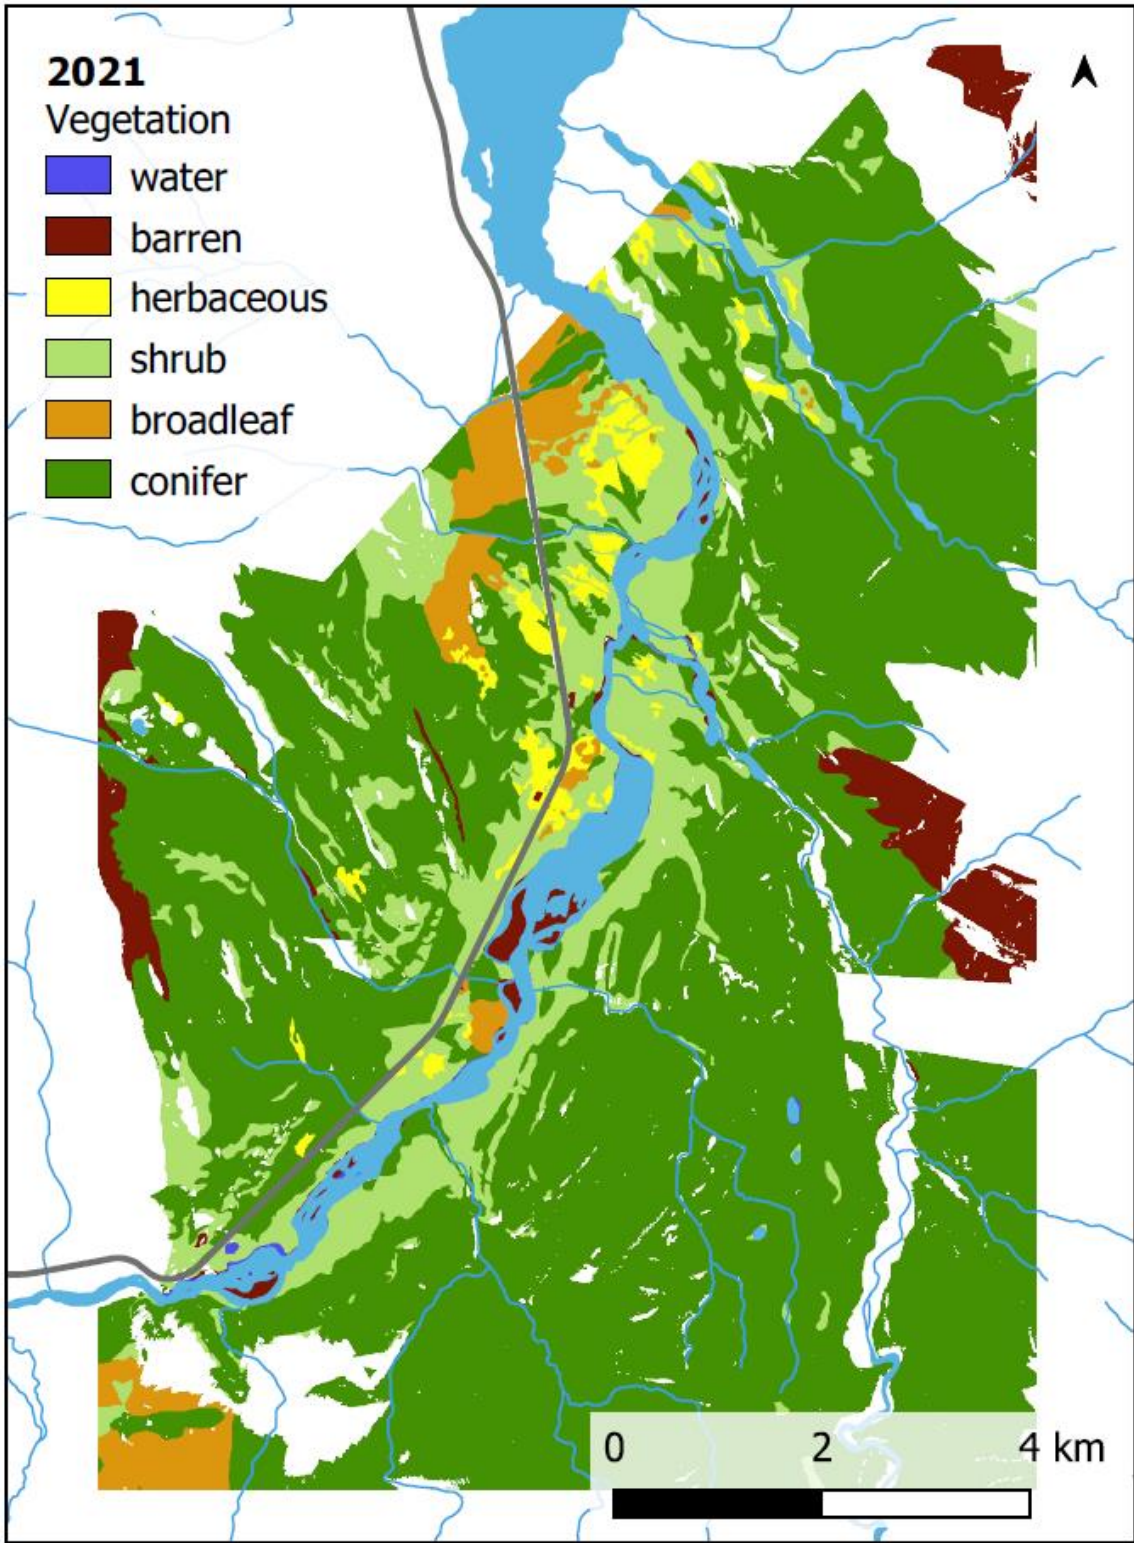 2021
Vegetation
water
barren
herbaceous
shrub
broadleaf
conifer
0 2 4 km